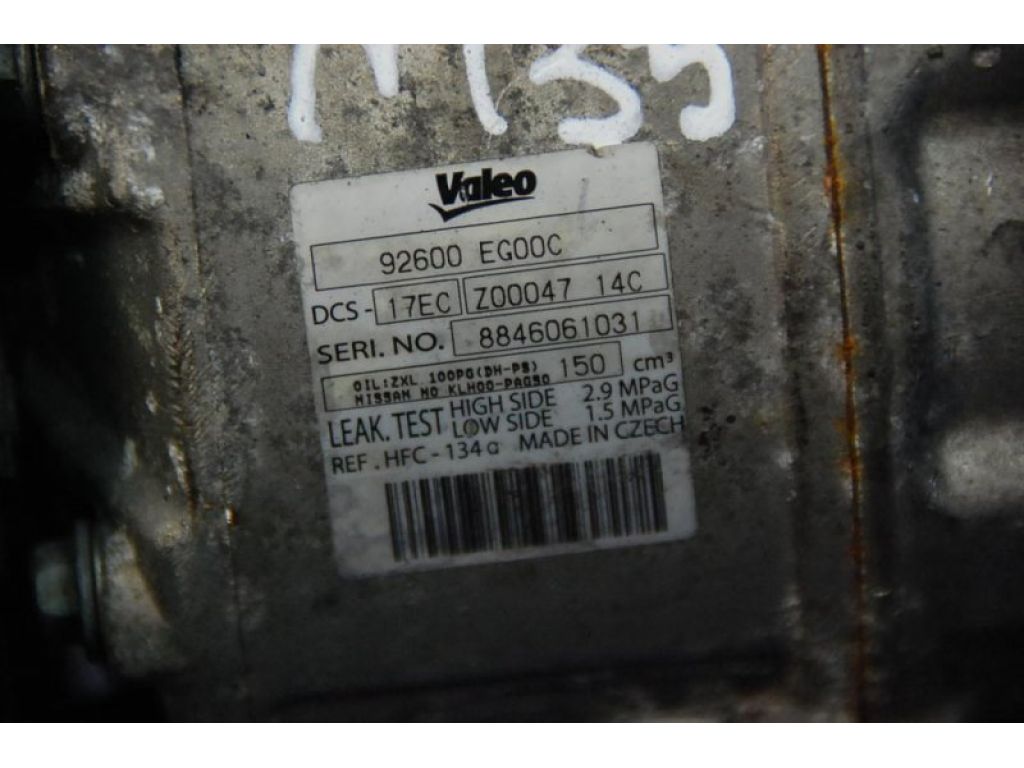 M35
Valeo
92600 EG00C
DCS - 17EC Z00047 14C
SERI. NO. 8846061031
OIL:ZXL 100PG(DH-PS) 150 cm³
NISSAN NO KLH00-PAGS0
LEAK. TEST HIGH SIDE 2.9 MPaG
LOW SIDE 1.5 MPaG
REF. HFC-134a MADE IN CZECH